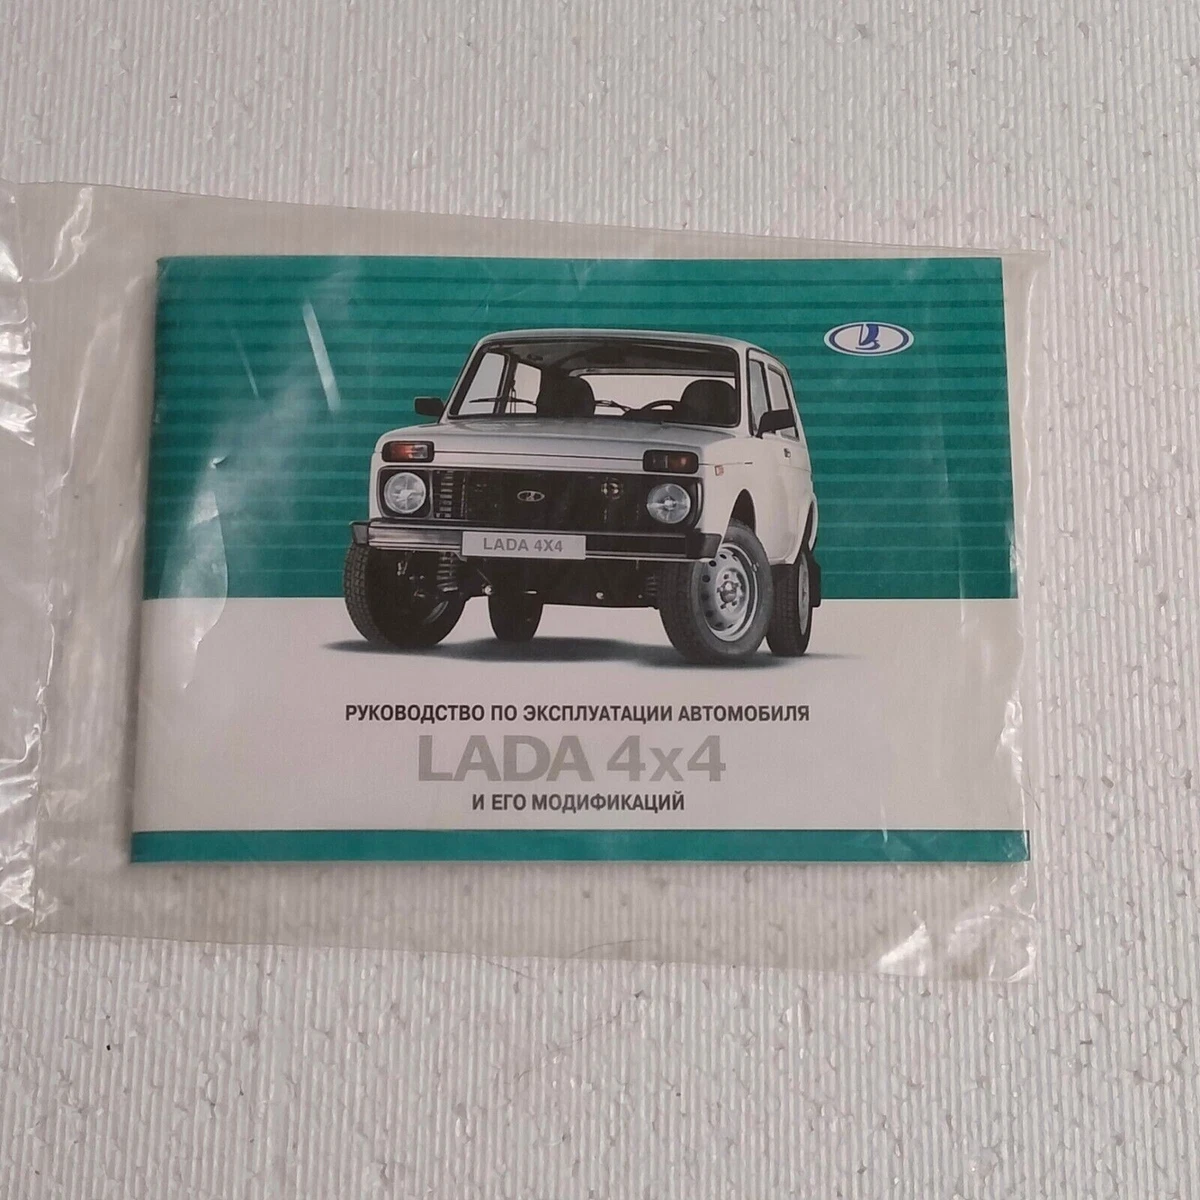 LADA 4X4
РУКОВОДСТВО ПО ЭКСПЛУАТАЦИИ АВТОМОБИЛЯ
LADA 4x4
И ЕГО МОДИФИКАЦИЙ